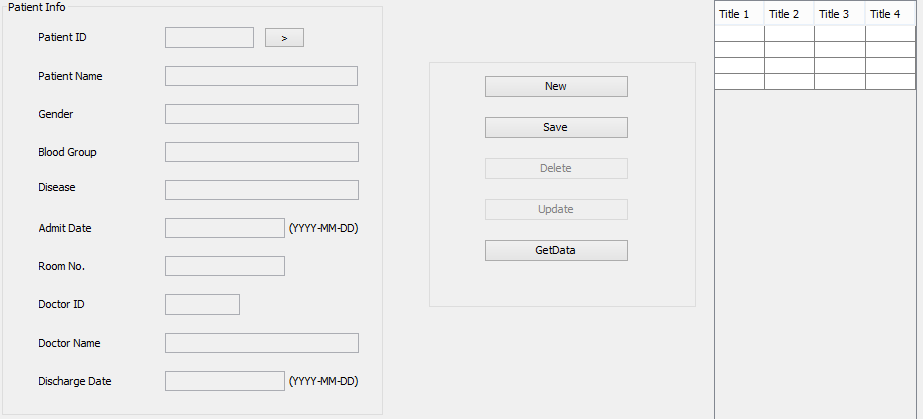 Patient Info
Patient ID
>
Patient Name
Gender
Blood Group
Disease
Admit Date
(YYYY-MM-DD)
Room No.
Doctor ID
Doctor Name
Discharge Date
(YYYY-MM-DD)
New
Save
Delete
Update
GetData
Title 1 Title 2 Title 3 Title 4